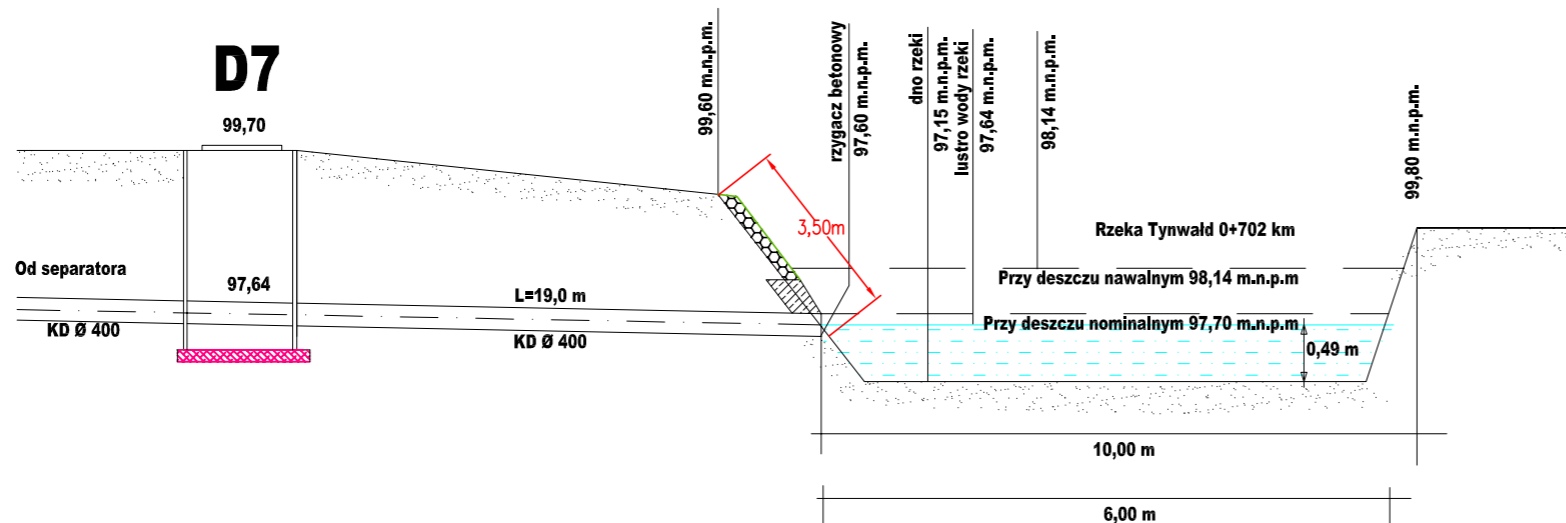 D7
99,70
99,60 m.n.p.m.
rzygacz betonowy
97,60 m.n.p.m.
dno rzeki
97,15 m.n.p.m.
lustro wody rzeki
97,64 m.n.p.m.
98,14 m.n.p.m.
99,80 m.n.p.m.
3,50m
Rzeka Tynwałd 0+702 km
Od separatora
97,64
L=19,0 m
Przy deszczu nawalnym 98,14 m.n.p.m
KD Ø 400
KD Ø 400
Przy deszczu nominalnym 97,70 m.n.p.m
0,49 m
10,00 m
6,00 m